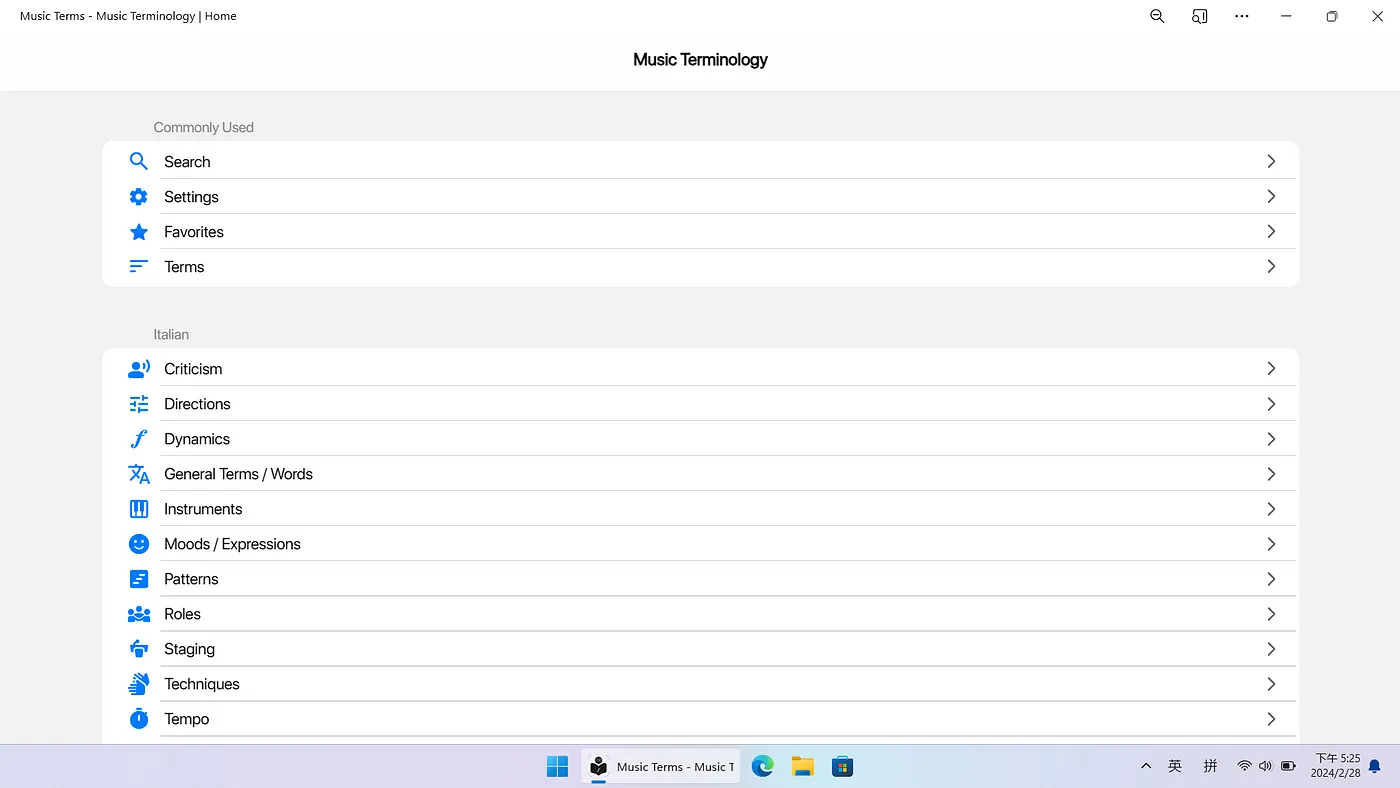 Music Terms - Music Terminology | Home
Music Terminology
Commonly Used
Search
Settings
Favorites
Terms
Italian
Criticism
Directions
Dynamics
General Terms / Words
Instruments
Moods / Expressions
Patterns
Roles
Staging
Techniques
Tempo
Music Terms - Music T
英 拼
下午 5:25
2024/2/28